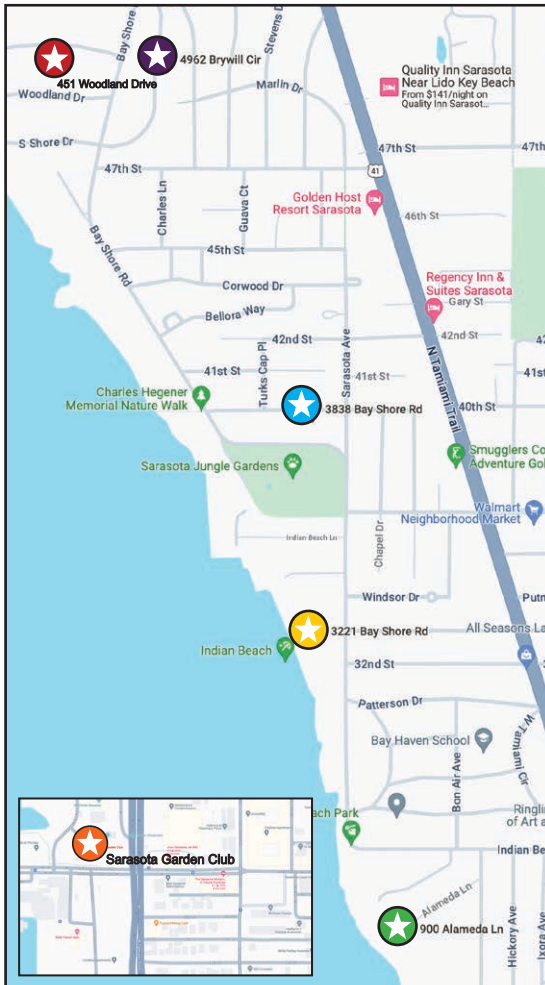 Bay Shore
Stevens D
4962 Brywill Cir
451 Woodland Drive
Woodland Dr
Marlin Dr
Quality Inn Sarasota
Near Lido Key Beach
From $141/night on
Quality Inn Sarasot...
S Shore Dr
47th St
47th St
47th
41
Charles Ln
Guava Ct
Golden Host
Resort Sarasota
46th St
Bay Shore Rd
45th St
Corwood Dr
Regency Inn &
Suites Sarasota
Gary St
Bellora Way
42nd St
42nd St
Sarasota Ave
N Tamiami Trail
41st St
41st St
Turks Cap Pl
Charles Hegener
Memorial Nature Walk
3838 Bay Shore Rd
40th St
Sarasota Jungle Gardens
Smugglers Co
Adventure Gol
Walmart
Neighborhood Market
Indian Beach Ln
Chapel Dr
Windsor Dr
Putn
3221 Bay Shore Rd
All Seasons La
Indian Beach
32nd St
3
Patterson Dr
W Tamiami Cir
Bay Haven School
Bon Air Ave
Ringlin
of Art a
ach Park
Indian Be
Sarasota Garden Club
Alameda Ln
900 Alameda Ln
Hickory Ave
Ixora Ave